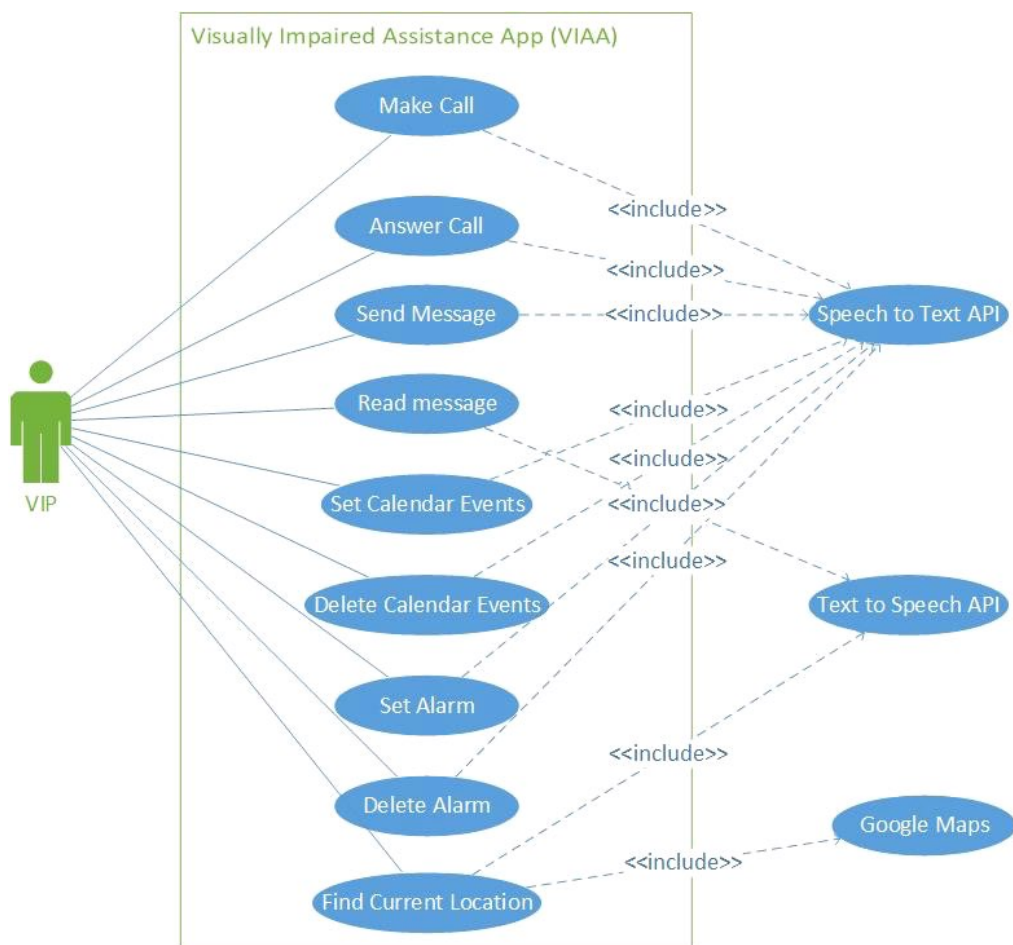 Visually Impaired Assistance App (VIAA)
Make Call
<<include>>
Answer Call
<<include>>
Send Message
<<include>>
Speech to Text API
Read message
<<include>>
<<include>>
VIP
Set Calendar Events
<<include>>
<<include>>
Delete Calendar Events
Text to Speech API
Set Alarm
<<include>>
Delete Alarm
Google Maps
<<include>>
Find Current Location